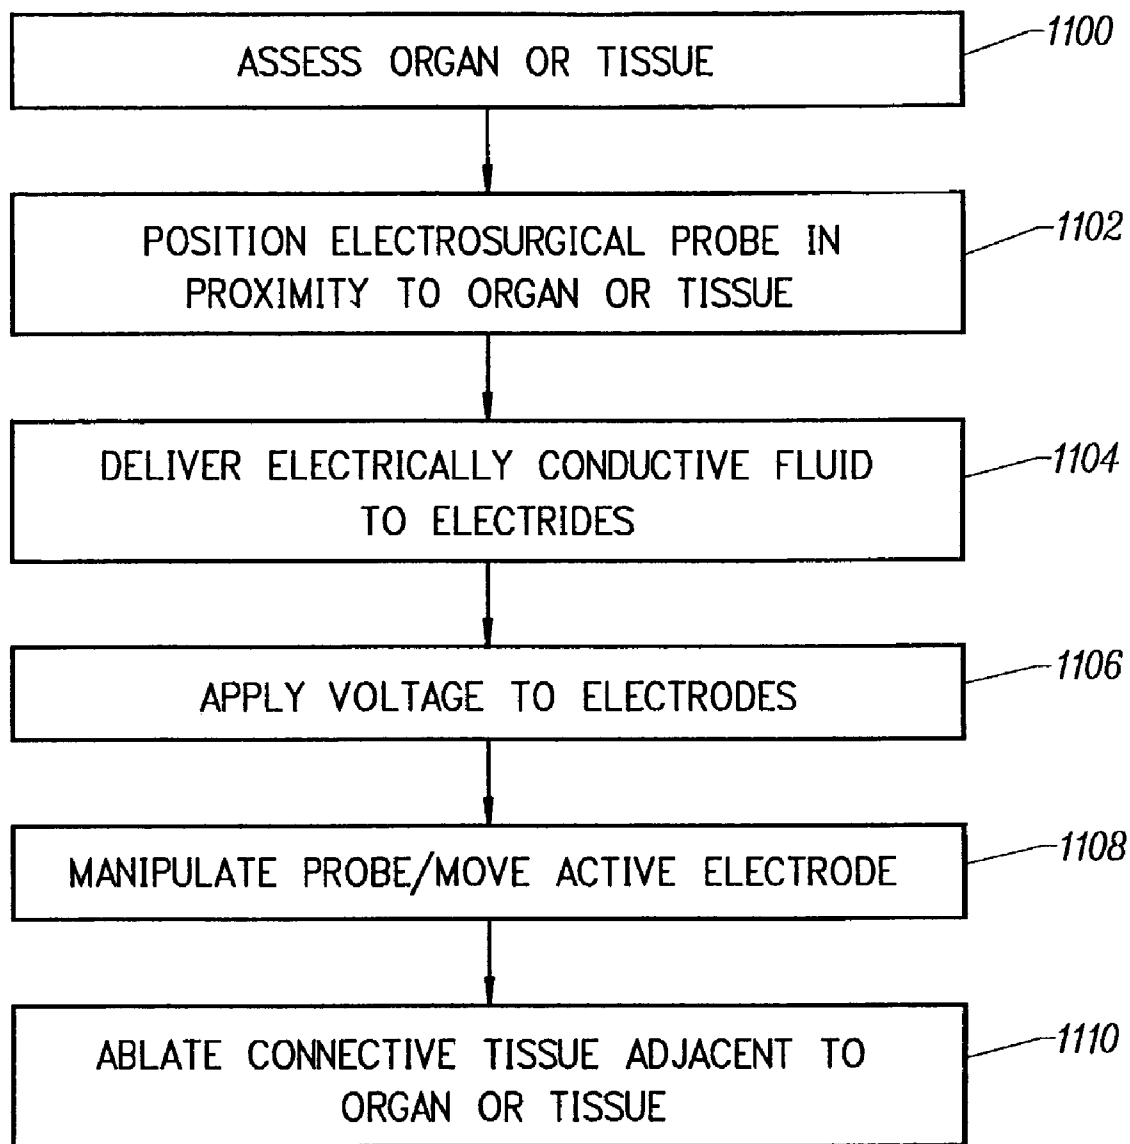 ASSESS ORGAN OR TISSUE
1100
POSITION ELECTROSURGICAL PROBE IN
PROXIMITY TO ORGAN OR TISSUE
1102
DELIVER ELECTRICALLY CONDUCTIVE FLUID
TO ELECTRIDES
1104
APPLY VOLTAGE TO ELECTRODES
1106
MANIPULATE PROBE/MOVE ACTIVE ELECTRODE
1108
ABLATE CONNECTIVE TISSUE ADJACENT TO
ORGAN OR TISSUE
1110